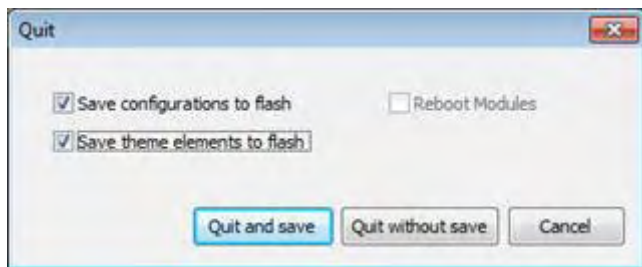 Quit
Save configurations to flash Reboot Modules
Save theme elements to flash
Quit and save Quit without save Cancel